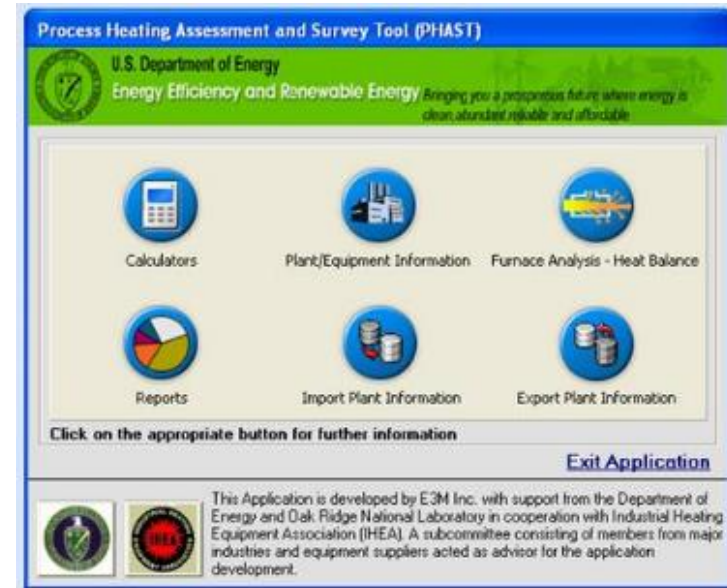 Process Heating Assessment and Survey Tool (PHAST)
U.S. Department of Energy
Energy Efficiency and Renewable Energy Bringing you a prosperous future where energy is
clean, abundant, reliable and affordable
Calculators
Plant/Equipment Information
Furnace Analysis - Heat Balance
Reports
Import Plant Information
Export Plant Information
Click on the appropriate button for further information
Exit Application
This Application is developed by E3M Inc. with support from the Department of
Energy and Oak Ridge National Laboratory in cooperation with Industrial Heating
Equipment Association (IHEA). A subcommittee consisting of members from major
industries and equipment suppliers acted as advisor for the application
development.
IHEA